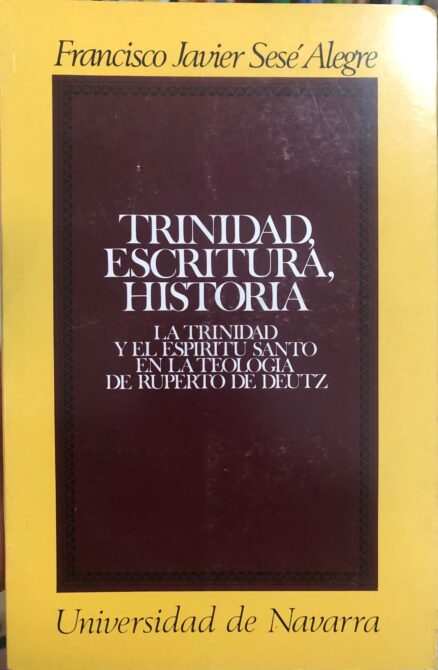 Francisco Javier Sesé Alegre
TRINIDAD,
ESCRITURA,
HISTORIA
LA TRINIDAD
Y EL ESPIRITU SANTO
EN LA TEOLOGIA
DE RUPERTO DE DEUTZ
Universidad de Navarra